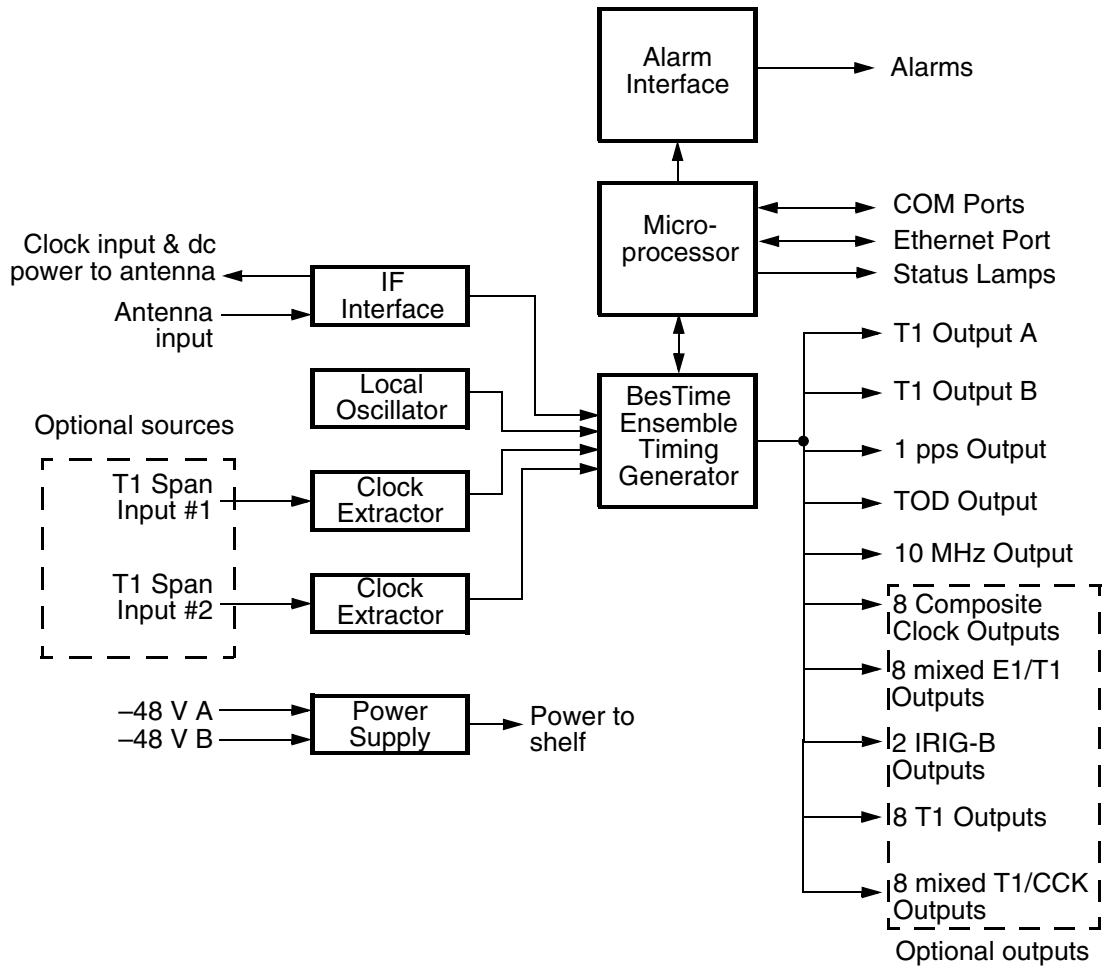 Alarm
Interface
Alarms
Micro-
processor
COM Ports
Ethernet Port
Status Lamps
Clock input & dc
power to antenna
Antenna
input
IF
Interface
Local
Oscillator
Optional sources
T1 Span
Input #1
Clock
Extractor
T1 Span
Input #2
Clock
Extractor
–48 V A
–48 V B
Power
Supply
Power to
shelf
BesTime
Ensemble
Timing
Generator
T1 Output A
T1 Output B
1 pps Output
TOD Output
10 MHz Output
8 Composite
Clock Outputs
8 mixed E1/T1
Outputs
2 IRIG-B
Outputs
8 T1 Outputs
8 mixed T1/CCK
Outputs
Optional outputs